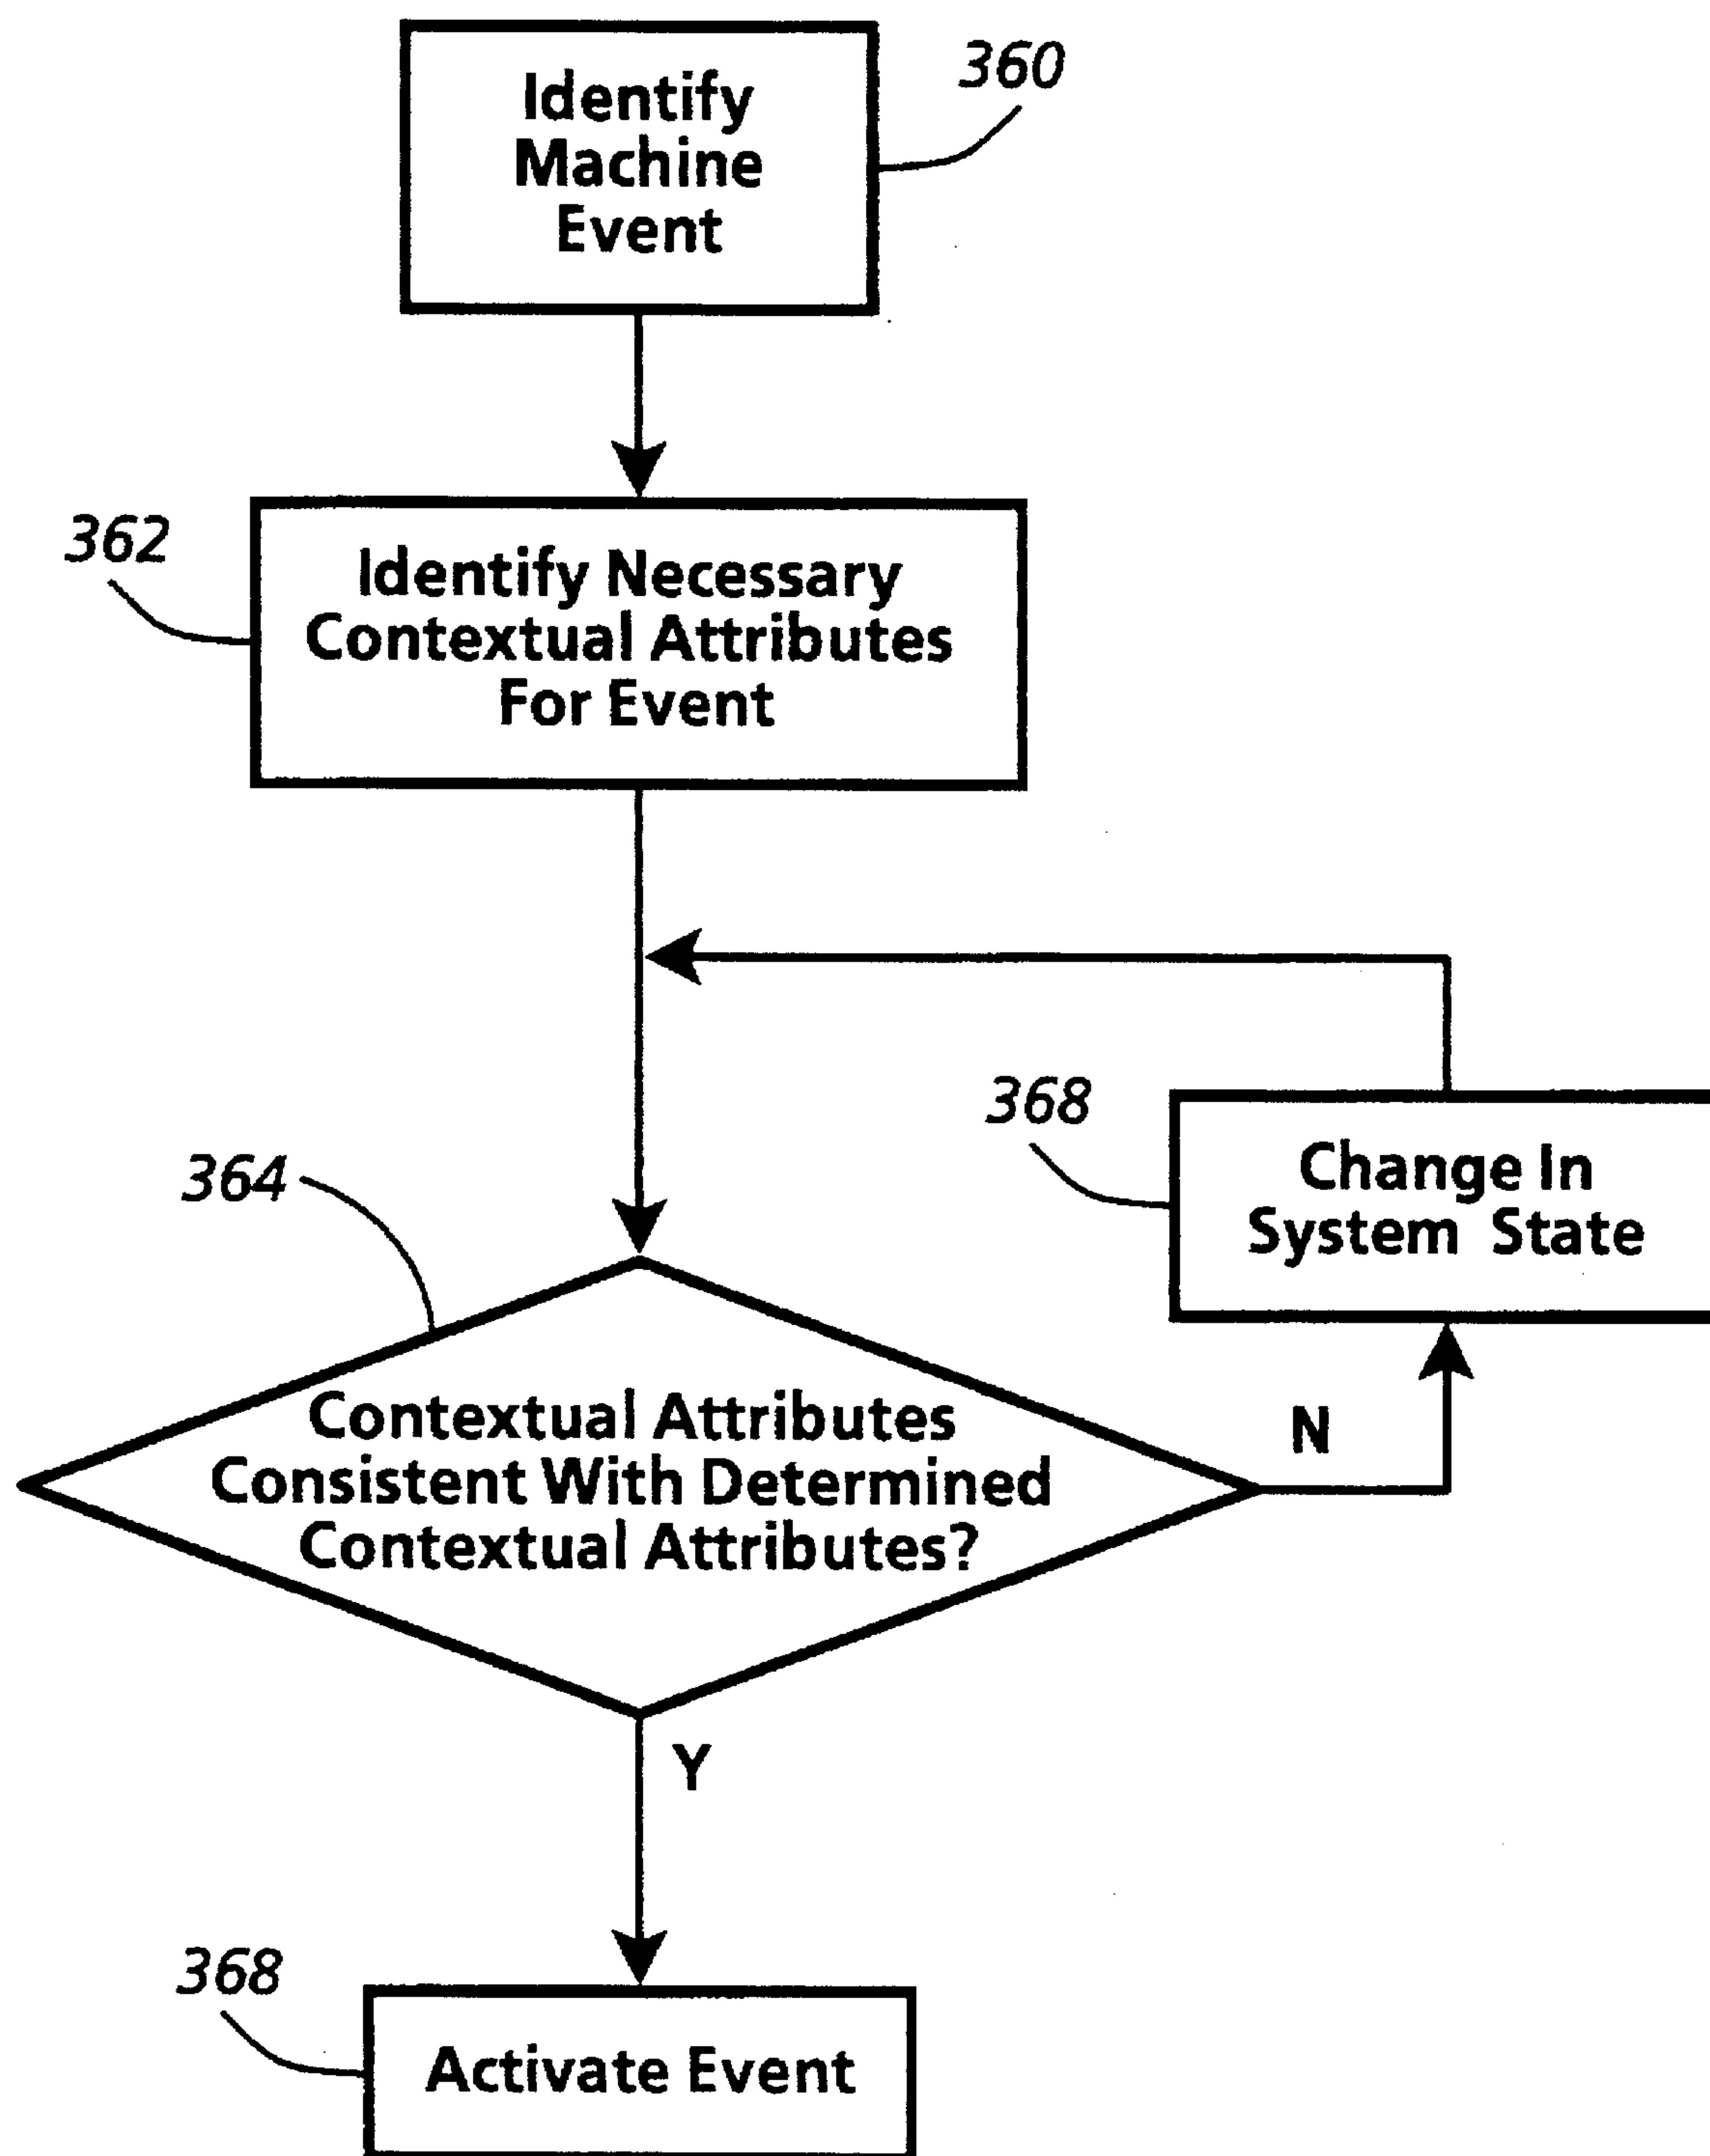 Identify
Machine
Event
360
362
Identify Necessary
Contextual Attributes
For Event
368
Change In
System State
364
Contextual Attributes
Consistent With Determined
Contextual Attributes?
N
Y
368
Activate Event